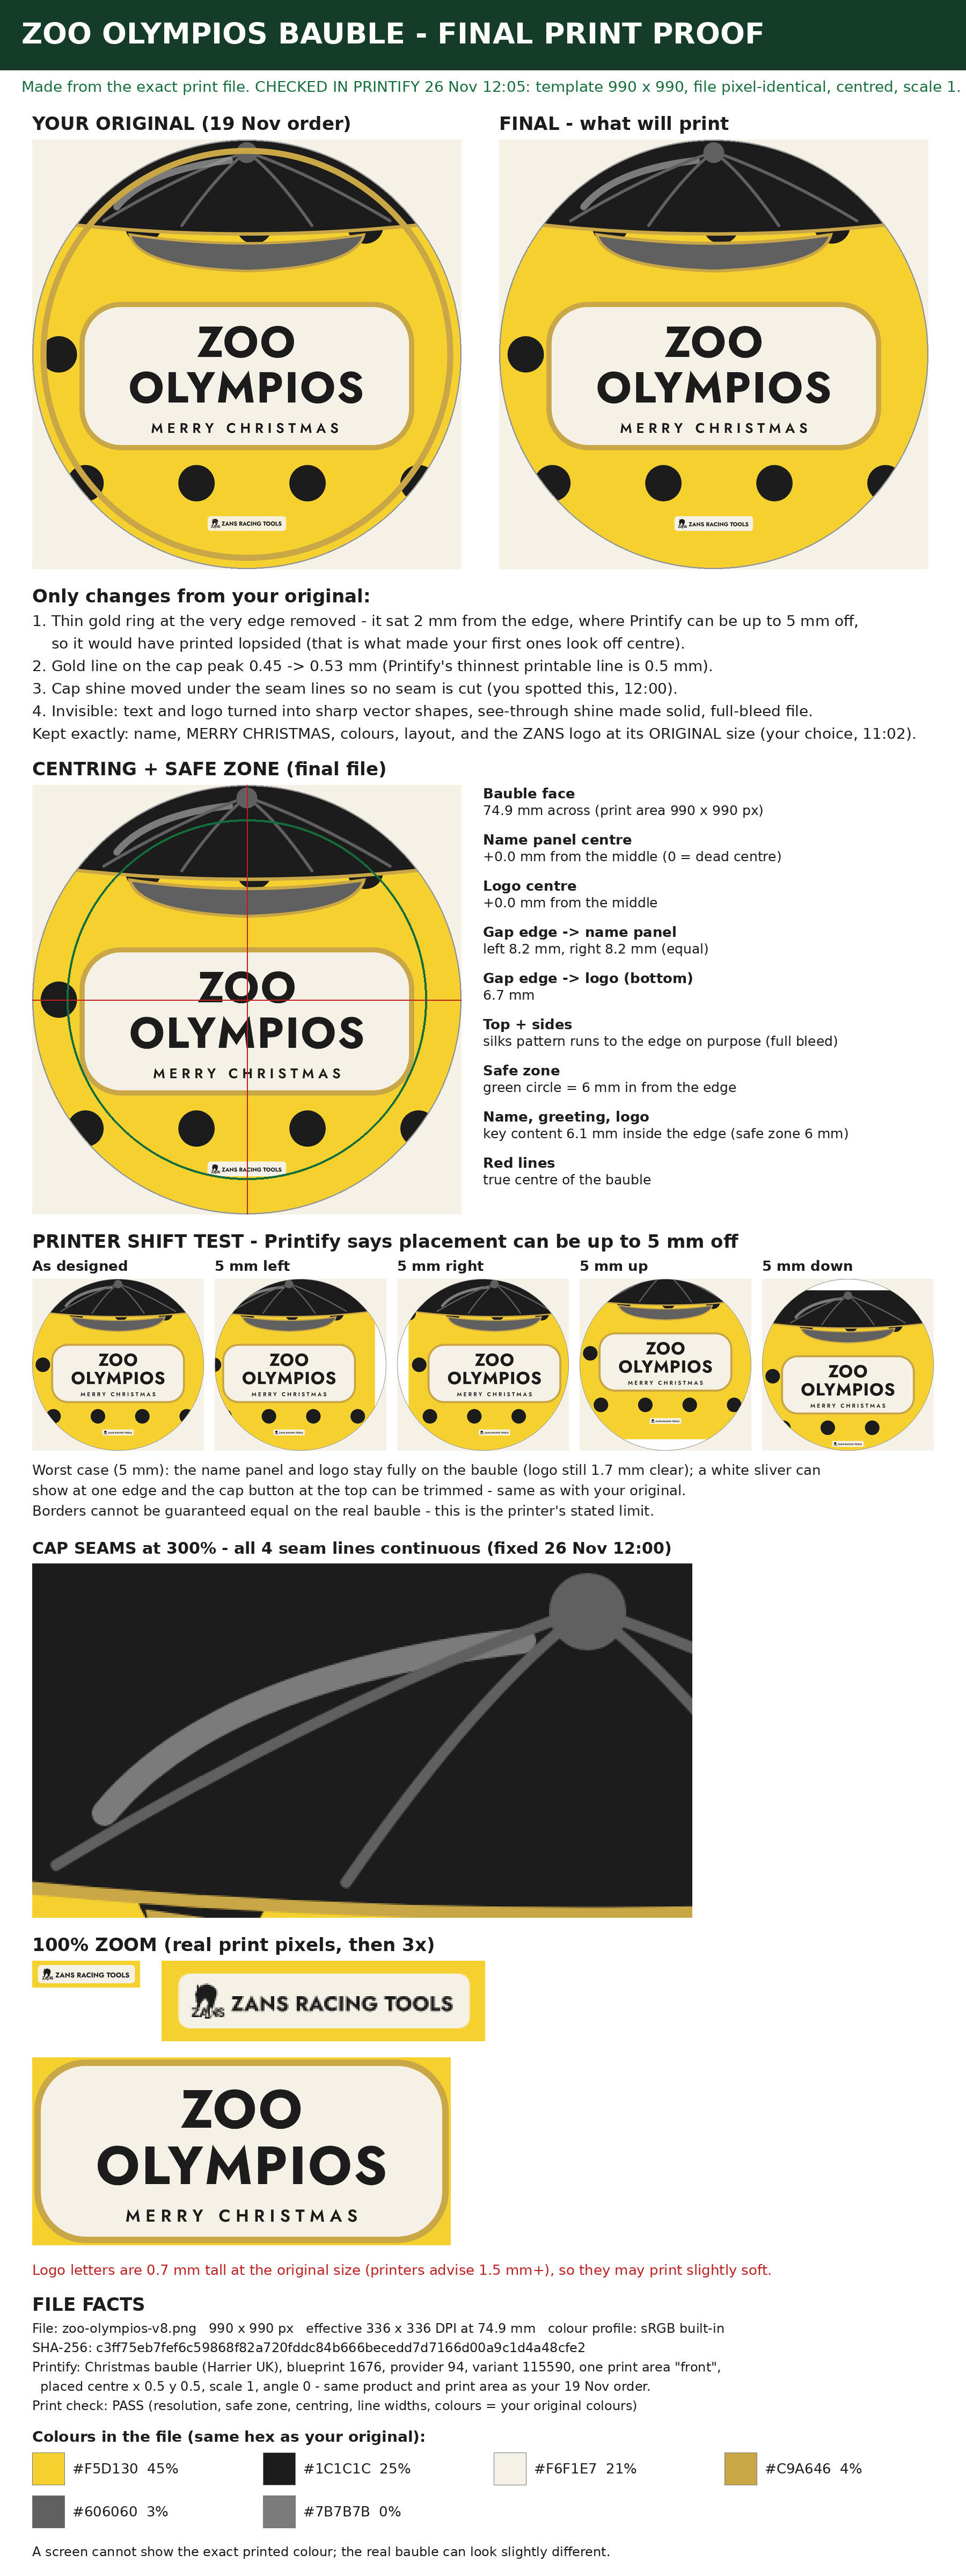 ZOO OLYMPIOS BAUBLE - FINAL PRINT PROOF
Made from the exact print file. CHECKED IN PRINTIFY 26 Nov 12:05: template 990 x 990, file pixel-identical, centred, scale 1.
YOUR ORIGINAL (19 Nov order)
ZOO
OLYMPIOS
MERRY CHRISTMAS
ZANS RACING TOOLS
FINAL - what will print
ZOO
OLYMPIOS
MERRY CHRISTMAS
ZANS RACING TOOLS
Only changes from your original:
1. Thin gold ring at the very edge removed - it sat 2 mm from the edge, where Printify can be up to 5 mm off,
so it would have printed lopsided (that is what made your first ones look off centre).
2. Gold line on the cap peak 0.45 -> 0.53 mm (Printify's thinnest printable line is 0.5 mm).
3. Cap shine moved under the seam lines so no seam is cut (you spotted this, 12:00).
4. Invisible: text and logo turned into sharp vector shapes, see-through shine made solid, full-bleed file.
Kept exactly: name, MERRY CHRISTMAS, colours, layout, and the ZANS logo at its ORIGINAL size (your choice, 11:02).
CENTRING + SAFE ZONE (final file)
ZOO
OLYMPIOS
MERRY CHRISTMAS
ZANS RACING TOOLS
Bauble face
74.9 mm across (print area 990 x 990 px)
Name panel centre
+0.0 mm from the middle (0 = dead centre)
Logo centre
+0.0 mm from the middle
Gap edge -> name panel
left 8.2 mm, right 8.2 mm (equal)
Gap edge -> logo (bottom)
6.7 mm
Top + sides
silks pattern runs to the edge on purpose (full bleed)
Safe zone
green circle = 6 mm in from the edge
Name, greeting, logo
key content 6.1 mm inside the edge (safe zone 6 mm)
Red lines
true centre of the bauble
PRINTER SHIFT TEST - Printify says placement can be up to 5 mm off
As designed
ZOO
OLYMPIOS
MERRY CHRISTMAS
ZANS RACING TOOLS
5 mm left
ZOO
OLYMPIOS
MERRY CHRISTMAS
ZANS RACING TOOLS
5 mm right
ZOO
OLYMPIOS
MERRY CHRISTMAS
ZANS RACING TOOLS
5 mm up
ZOO
OLYMPIOS
MERRY CHRISTMAS
ZANS RACING TOOLS
5 mm down
ZOO
OLYMPIOS
MERRY CHRISTMAS
ZANS RACING TOOLS
Worst case (5 mm): the name panel and logo stay fully on the bauble (logo still 1.7 mm clear); a white sliver can
show at one edge and the cap button at the top can be trimmed - same as with your original.
Borders cannot be guaranteed equal on the real bauble - this is the printer's stated limit.
CAP SEAMS at 300% - all 4 seam lines continuous (fixed 26 Nov 12:00)
100% ZOOM (real print pixels, then 3x)
ZANS RACING TOOLS
ZANS
ZANS RACING TOOLS
ZOO
OLYMPIOS
MERRY CHRISTMAS
Logo letters are 0.7 mm tall at the original size (printers advise 1.5 mm+), so they may print slightly soft.
FILE FACTS
File: zoo-olympios-v8.png 990 x 990 px effective 336 x 336 DPI at 74.9 mm colour profile: sRGB built-in
SHA-256: c3ff75eb7fef6c59868f82a720fddc84b666becedd7d7166d00a9c1d4a48cfe2
Printify: Christmas bauble (Harrier UK), blueprint 1676, provider 94, variant 115590, one print area "front",
placed centre x 0.5 y 0.5, scale 1, angle 0 - same product and print area as your 19 Nov order.
Print check: PASS (resolution, safe zone, centring, line widths, colours = your original colours)
Colours in the file (same hex as your original):
#F5D130 45%
#1C1C1C 25%
#F6F1E7 21%
#C9A646 4%
#606060 3%
#7B7B7B 0%
A screen cannot show the exact printed colour; the real bauble can look slightly different.